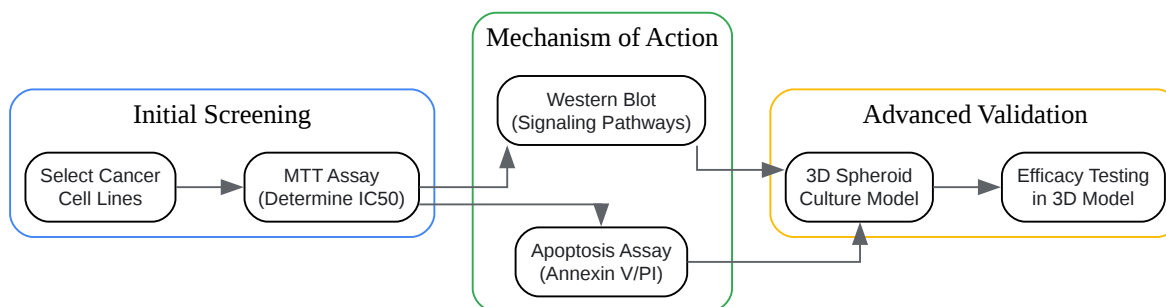 Initial Screening
Select Cancer
Cell Lines
MTT Assay
(Determine IC50)
Mechanism of Action
Western Blot
(Signaling Pathways)
Apoptosis Assay
(Annexin V/PI)
Advanced Validation
3D Spheroid
Culture Model
Efficacy Testing
in 3D Model